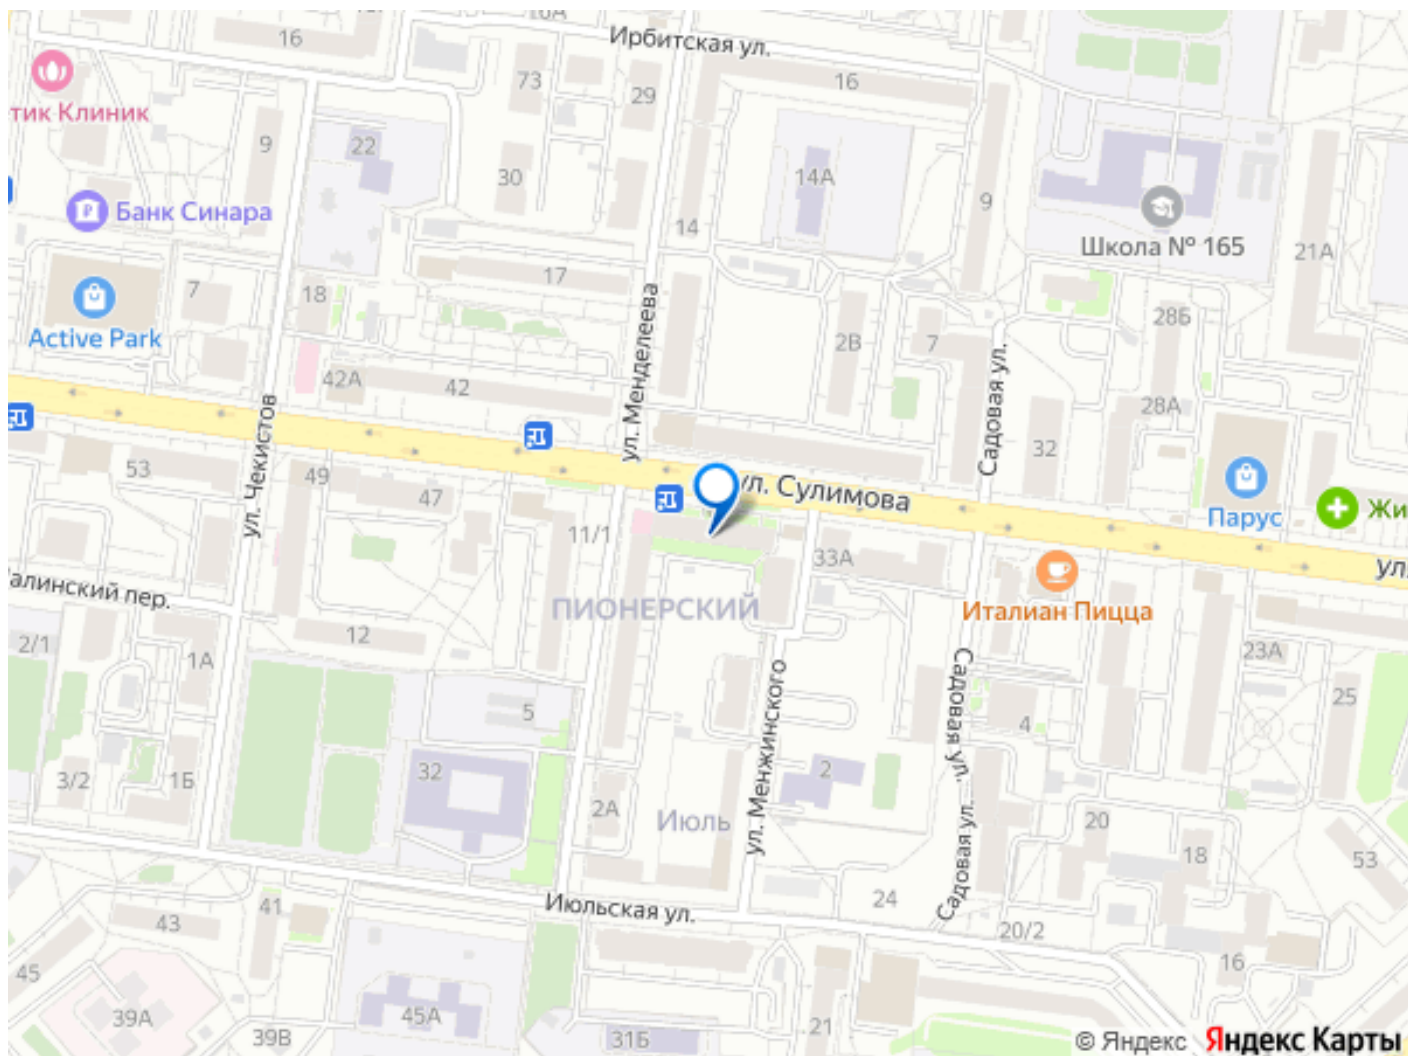 16А
Ирбитская ул.
16
73
16
29
тик Клиник
9
22
30
14А
9
Банк Синара
14
Школа № 165
21А
17
7
18
Active Park
ул. Менделеева
2В
7
28Б
42А
42
Садовая ул.
28А
ул. Чекистов
32
53
49
47
ул. Сулимова
Парус
Жи
11/1
33А
ул.
алинский пер.
ПИОНЕРСКИЙ
Италиан Пицца
12
2/1
1А
23А
25
5
4
Садовая ул.
ул. Менжинского
3/2
1Б
32
2
2А
Июль
20
Садовая ул.
18
53
41
43
Июльская ул.
24
20/2
45
16
39А
45А
39В
31Б
21
© Яндекс Яндекс Карты